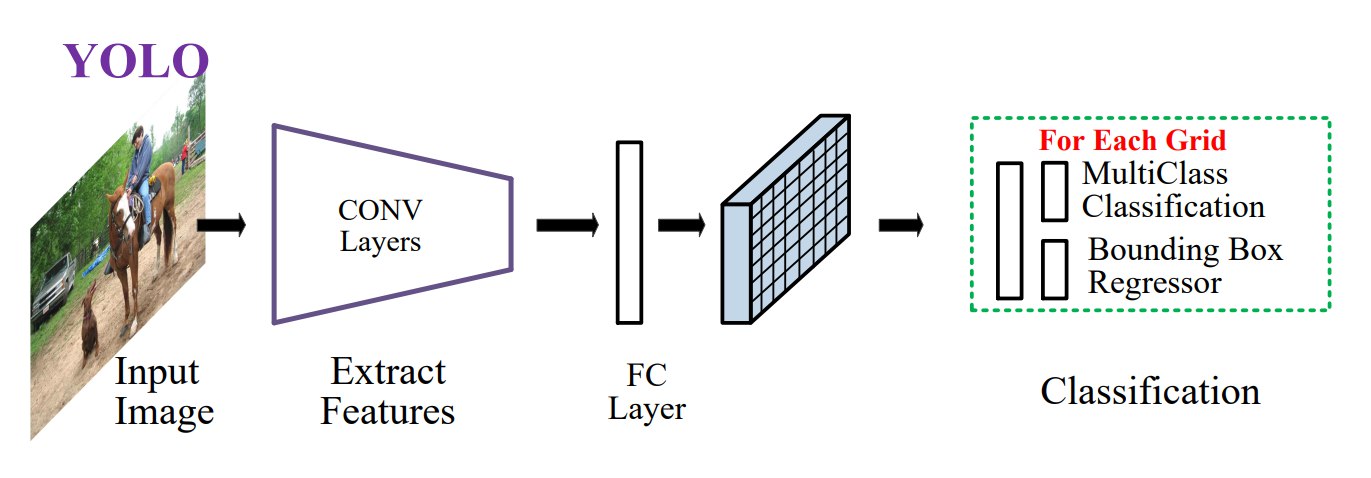 YOLO
Input
Image
CONV
Layers
Extract
Features
FC
Layer
For Each Grid
MultiClass
Classification
Bounding Box
Regressor
Classification